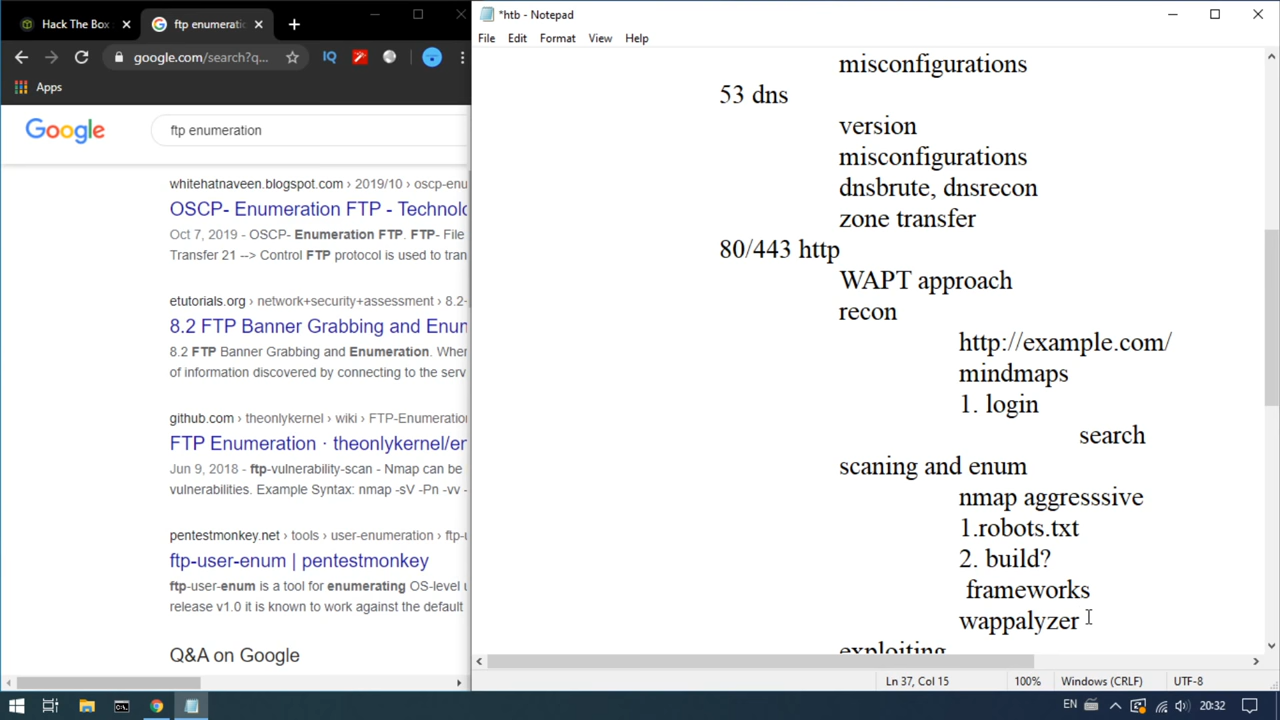 Hack The Box
ftp enumeratio
google.com/search?q...
IQ
Apps
Google
ftp enumeration
whitehatnaveen.blogspot.com › 2019/10 › oscp-enu
OSCP- Enumeration FTP - Technolo
Oct 7, 2019 - OSCP- Enumeration FTP. FTP- File
Transfer 21 --> Control FTP protocol is used to tran
etutorials.org › network+security+assessment › 8.2-
8.2 FTP Banner Grabbing and Enun
8.2 FTP Banner Grabbing and Enumeration. Wher
of information discovered by connecting to the serv
github.com › theonlykernel › wiki › FTP-Enumeration
FTP Enumeration · theonlykernel/en
Jun 9, 2018 - ftp-vulnerability-scan - Nmap can be
vulnerabilities. Example Syntax: nmap -sV -Pn -vv -
pentestmonkey.net › tools › user-enumeration › ftp-u
ftp-user-enum | pentestmonkey
ftp-user-enum is a tool for enumerating OS-level u
release v1.0 it is known to work against the default
Q&A on Google
*htb - Notepad
File Edit Format View Help
misconfigurations
53 dns
version
misconfigurations
dnsbrute, dnsrecon
zone transfer
80/443 http
WAPT approach
recon
http://example.com/
mindmaps
1. login
search
scaning and enum
nmap aggresssive
1.robots.txt
2. build?
frameworks
wappalyzer
exploiting
Ln 37, Col 15
100%
Windows (CRLF)
UTF-8
EN
20:32